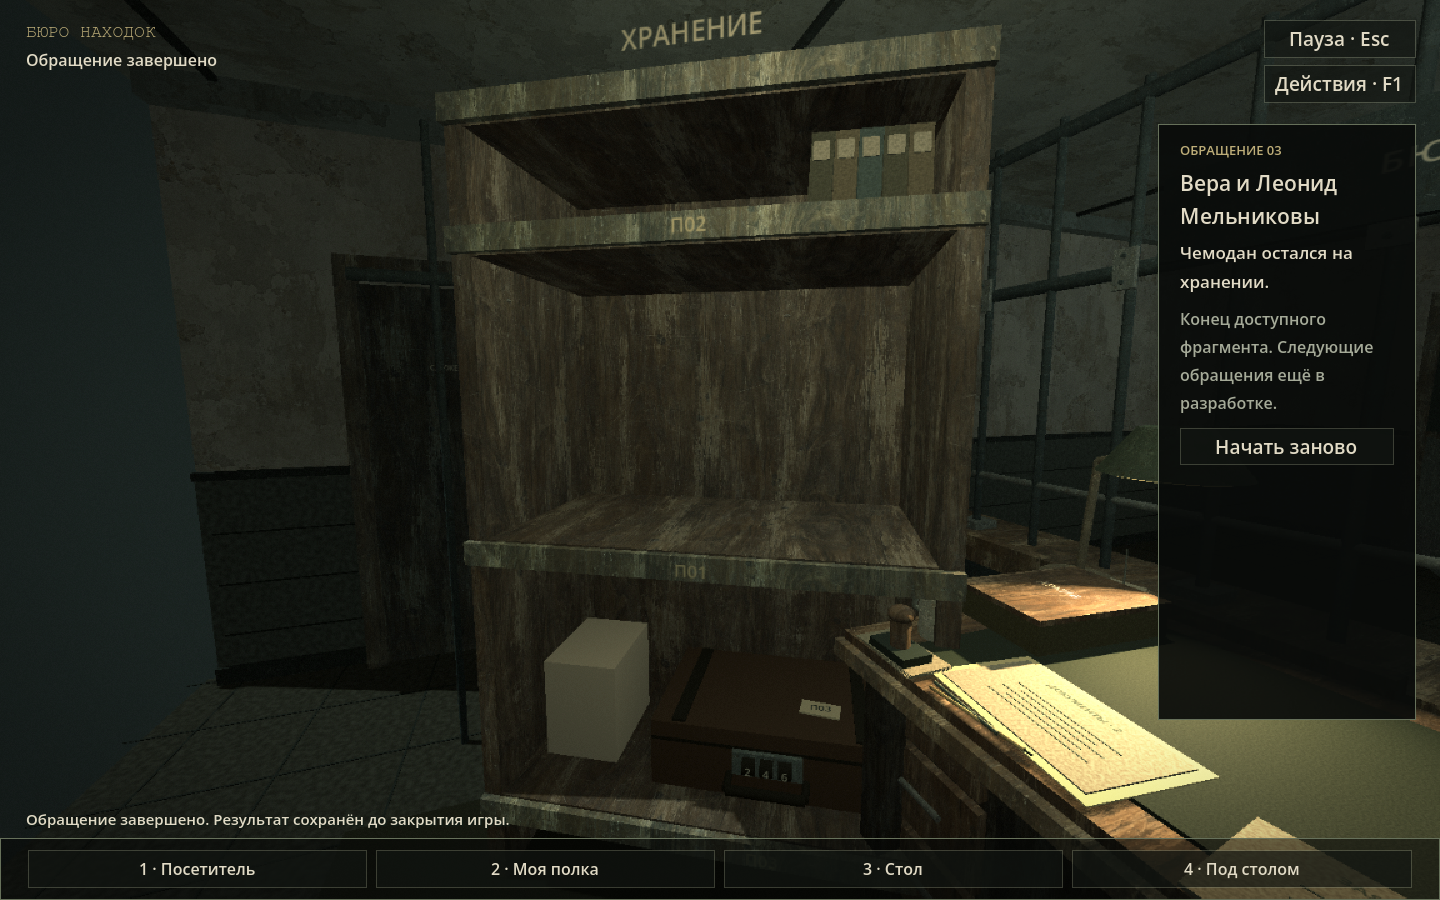 БЮРО НАХОДОК
Обращение завершено
ХРАНЕНИЕ
Пауза · Esc
Действия · F1
ОБРАЩЕНИЕ 03
Вера и Леонид
Мельниковы
Чемодан остался на
хранении.
Конец доступного
фрагмента. Следующие
обращения ещё в
разработке.
Начать заново
П02
П01
П03
2 4 6
Обращение завершено. Результат сохранён до закрытия игры.
1 · Посетитель
2 · Моя полка
3 · Стол
4 · Под столом